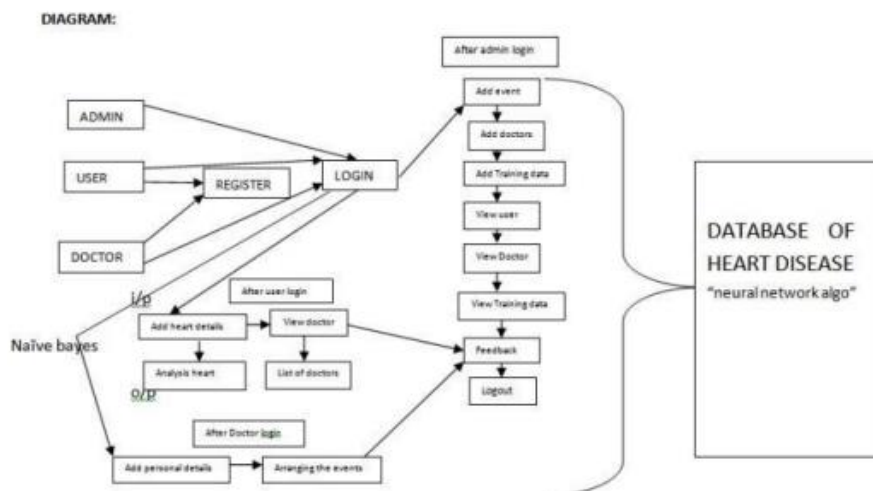 DIAGRAM:
After admin login
Add event
ADMIN
Add doctors
USER
REGISTER
LOGIN
Add Training data
View user
DOCTOR
View Doctor
DATABASE OF
HEART DISEASE
"neural network algo"
i/p
After user login
View Training data
Add heart details
View doctor
Naïve bayes
Feedback
Analysis heart
List of doctors
o/p
Logout
After Doctor login
Add personal details
Arranging the events